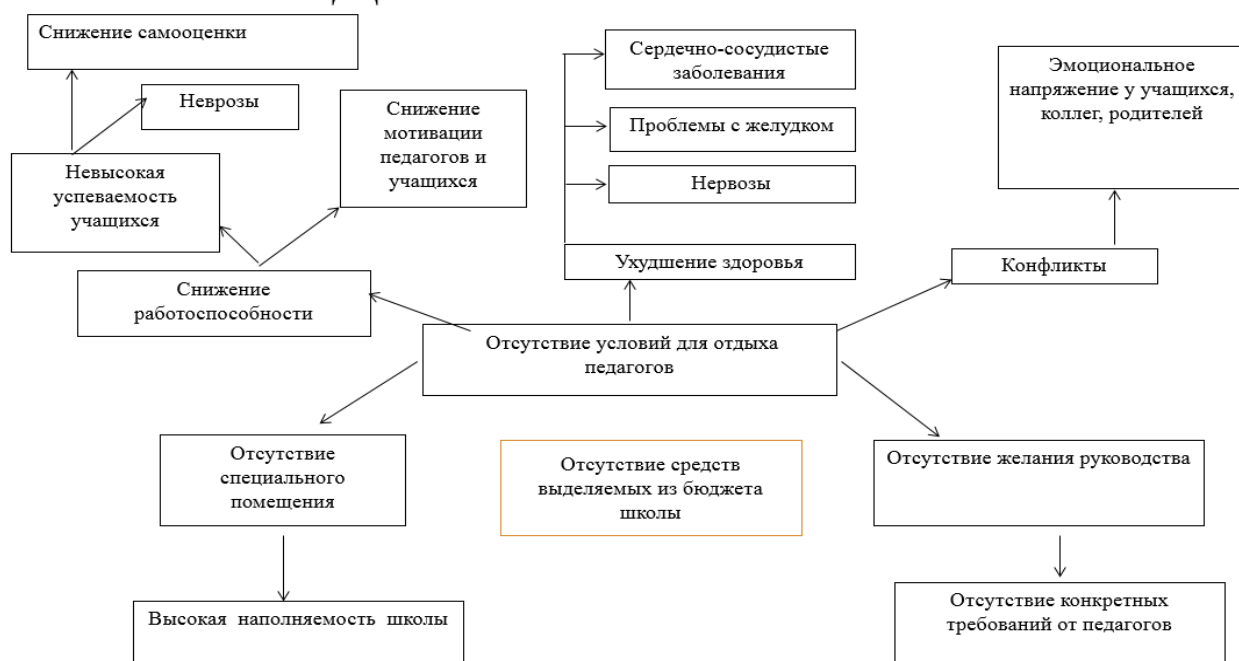 Снижение самооценки
Неврозы
Снижение
мотивации
педагогов и
учащихся
Невысокая
успеваемость
учащихся
Снижение
работоспособности
Сердечно-сосудистые
заболевания
Проблемы с желудком
Нервозы
Ухудшение здоровья
Эмоциональное
напряжение у учащихся,
коллег, родителей
Конфликты
Отсутствие условий для отдыха
педагогов
Отсутствие
специального
помещения
Отсутствие средств
выделяемых из бюджета
школы
Отсутствие желания руководства
Высокая наполняемость школы
Отсутствие конкретных
требований от педагогов